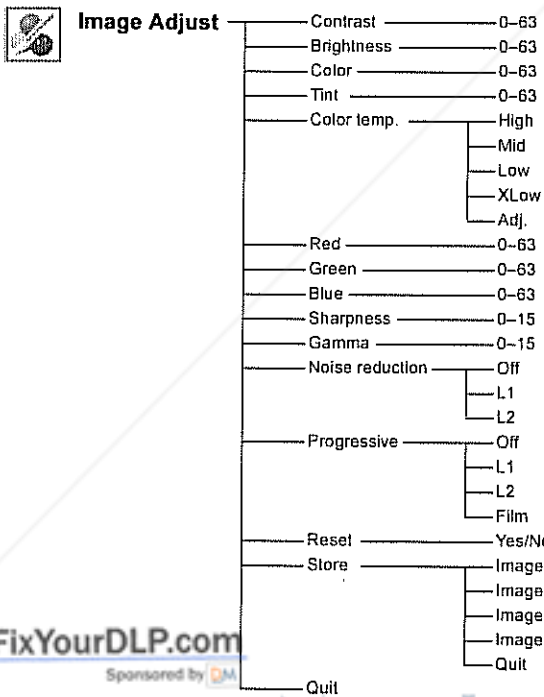 Image Adjust
Contrast 0–63
Brightness 0–63
Color 0–63
Tint 0–63
Color temp. High
Mid
Low
XLow
Adj.
Red 0–63
Green 0–63
Blue 0–63
Sharpness 0–15
Gamma 0–15
Noise reduction Off
L1
L2
Progressive Off
L1
L2
Film
Reset Yes/No
Store Image
Image
Image
Image
Quit
Quit
FixYourDLP.com
Sponsored by DM